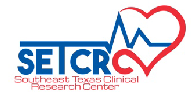 SETCRC
Southeast Texas Clinical
Research Center